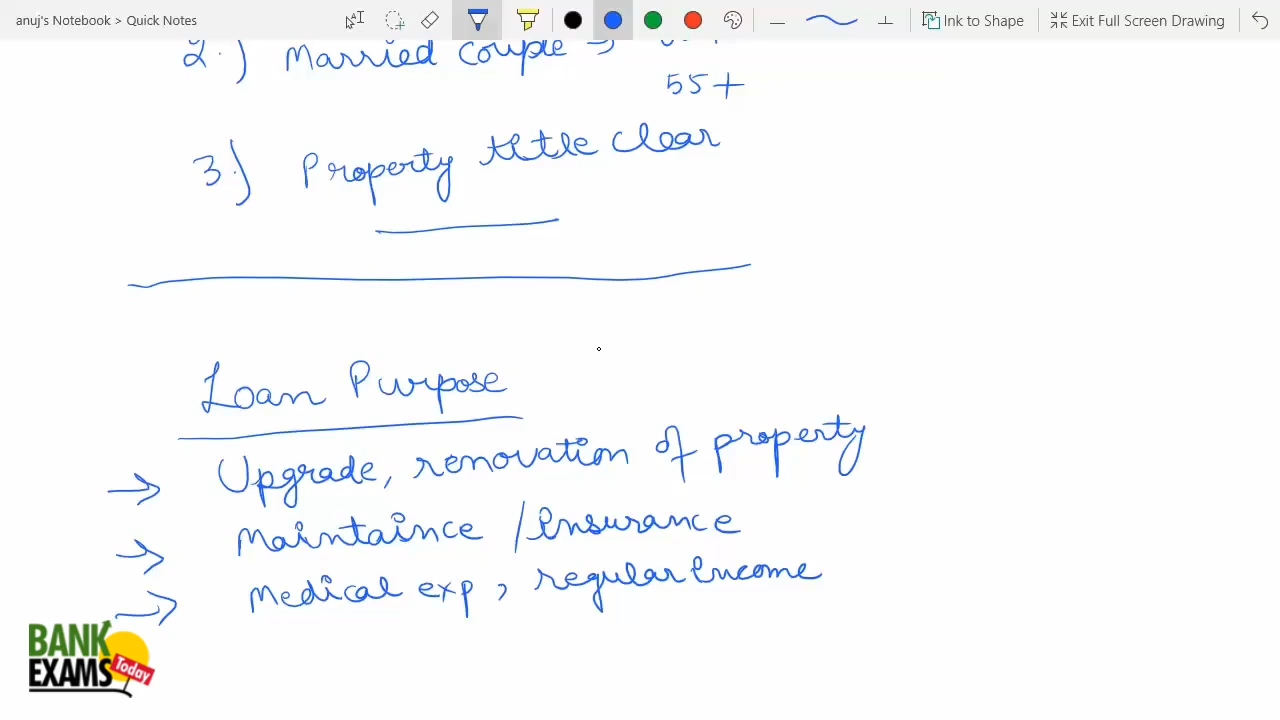 anuj's Notebook > Quick Notes
Ink to Shape
Exit Full Screen Drawing
2.) Married Couple →
55+
3.) Property title clear
Loan Purpose
→ Upgrade, renovation of property
→ Maintaince / Insurance
→ Medical exp, regular Income
BANK
EXAMS
Today